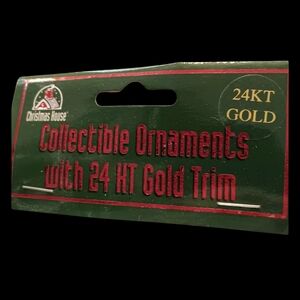 Christmas House
24KT
GOLD
Collectible Ornaments
with 24 KT Gold Trim